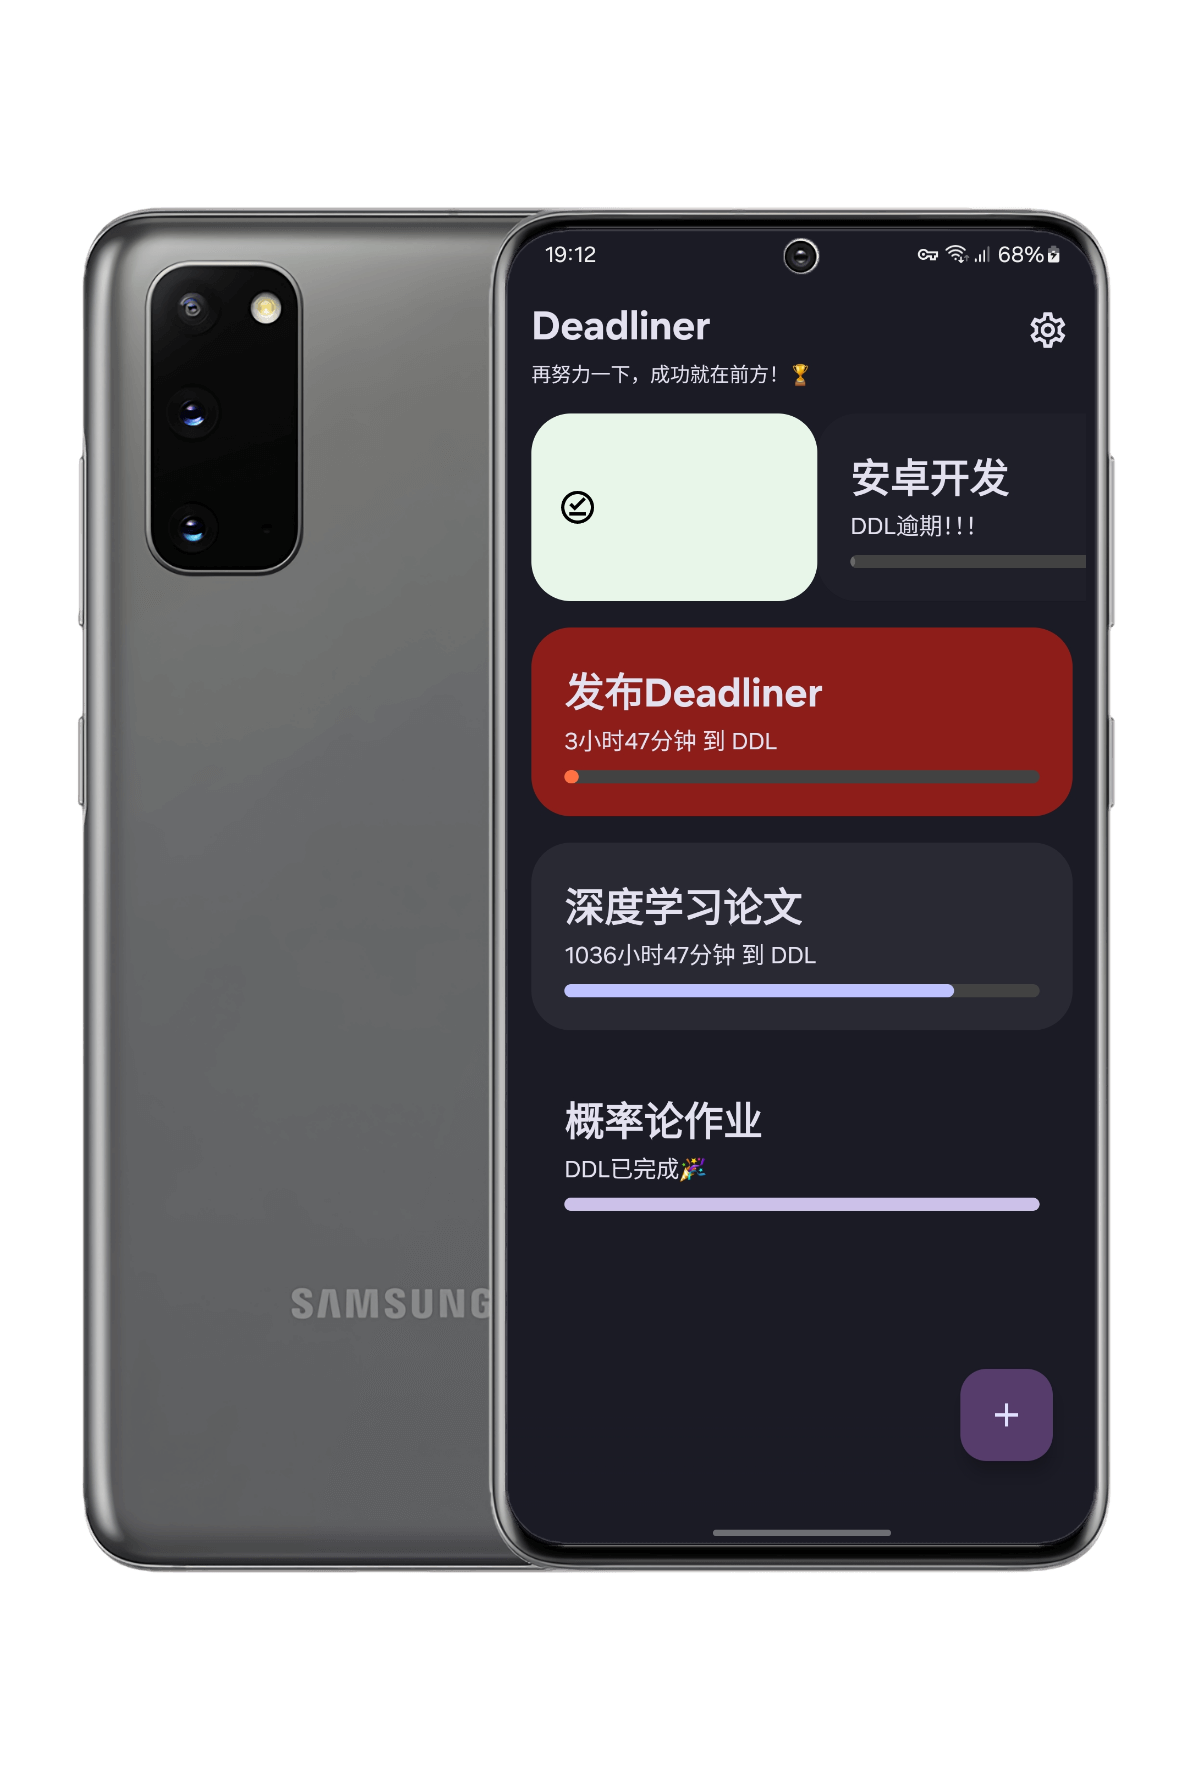 19:12
68%
Deadliner
再努力一下，成功就在前方！🏆
安卓开发
DDL逾期!!!
发布Deadliner
3小时47分钟 到 DDL
深度学习论文
1036小时47分钟 到 DDL
概率论作业
DDL已完成🎉
SAMSUNG